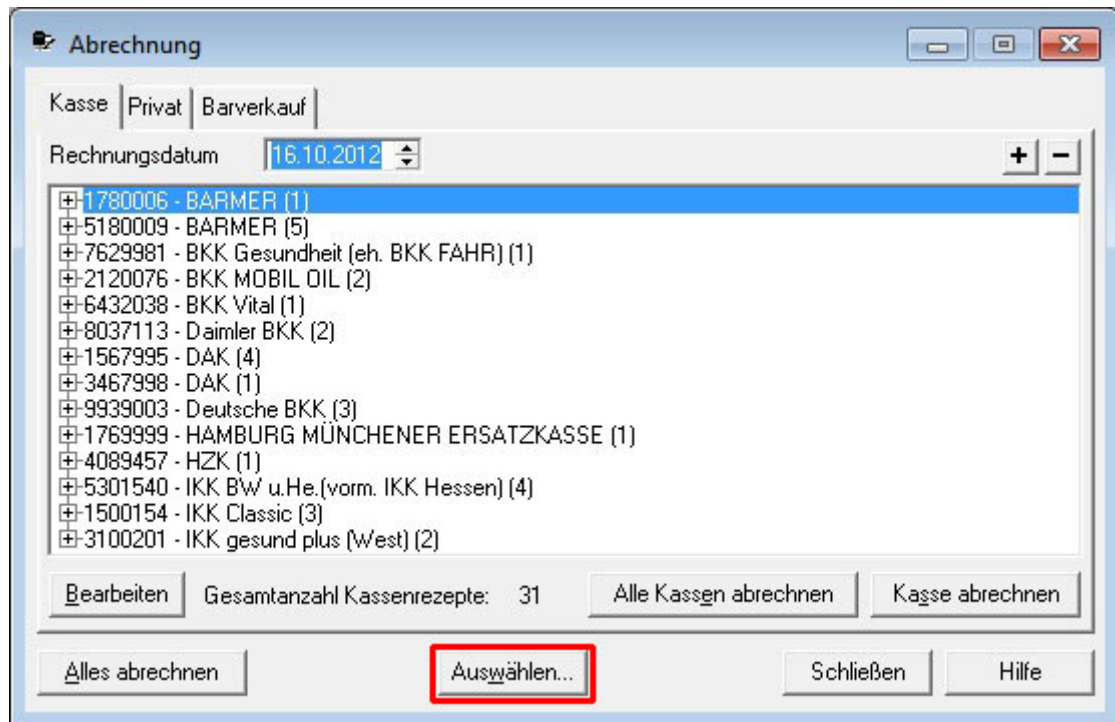 Abrechnung
Kasse Privat Barverkauf
Rechnungsdatum 16.10.2012 + -
1780006 - BARMER (1)
5180009 - BARMER (5)
7629981 - BKK Gesundheit (eh. BKK FAHR) (1)
2120076 - BKK MOBIL OIL (2)
6432038 - BKK Vital (1)
8037113 - Daimler BKK (2)
1567995 - DAK (4)
3467998 - DAK (1)
9939003 - Deutsche BKK (3)
1769999 - HAMBURG MÜNCHENER ERSATZKASSE (1)
4089457 - HZK (1)
5301540 - IKK BW u.He.(vorm. IKK Hessen) (4)
1500154 - IKK Classic (3)
3100201 - IKK gesund plus (West) (2)
Bearbeiten Gesamtanzahl Kassenrezepte: 31 Alle Kassen abrechnen Kasse abrechnen
Alles abrechnen Auswählen... Schließen Hilfe